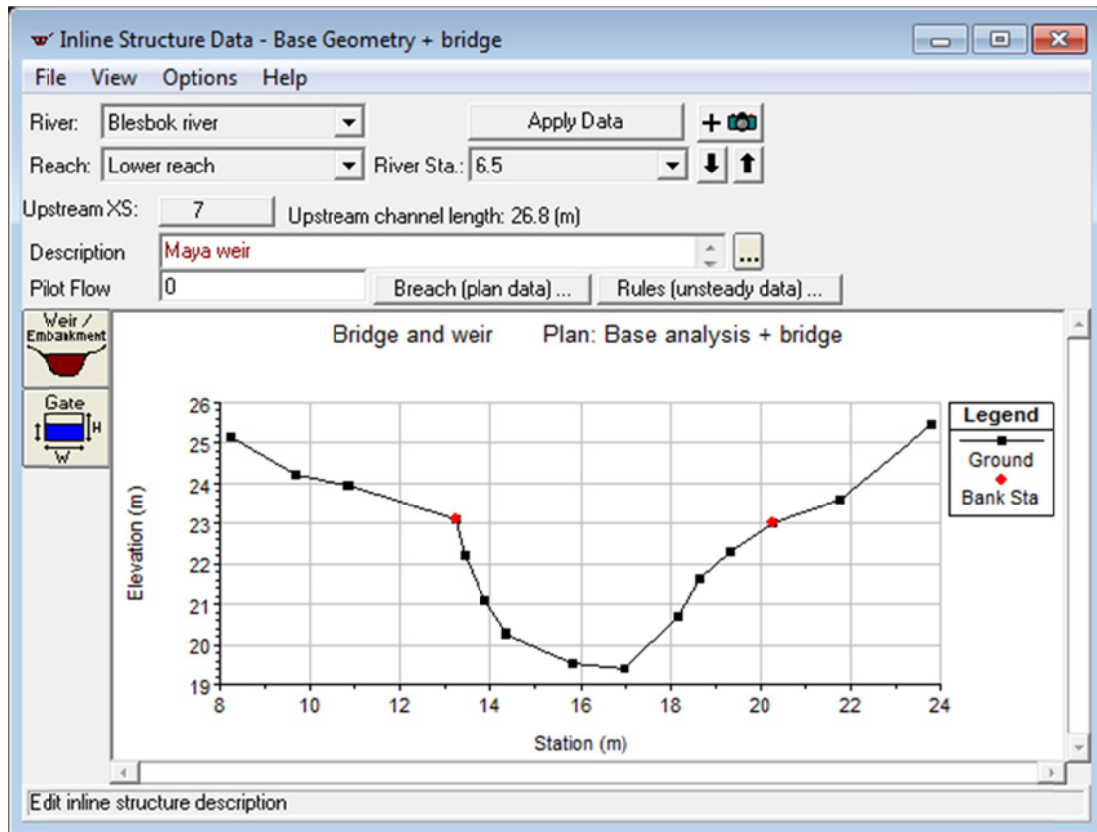 Inline Structure Data - Base Geometry + bridge
File View Options Help
River: Blesbok river Apply Data +
Reach: Lower reach River Sta.: 6.5
Upstream XS: 7 Upstream channel length: 26.8 (m)
Description Maya weir ...
Pilot Flow 0 Breach (plan data) ... Rules (unsteady data) ...
Weir /
Embankment
Gate
H
W
Bridge and weir Plan: Base analysis + bridge
26
25
24
23
22
21
20
19
Elevation (m)
8 10 12 14 16 18 20 22 24
Station (m)
Legend
Ground
Bank Sta
Edit inline structure description